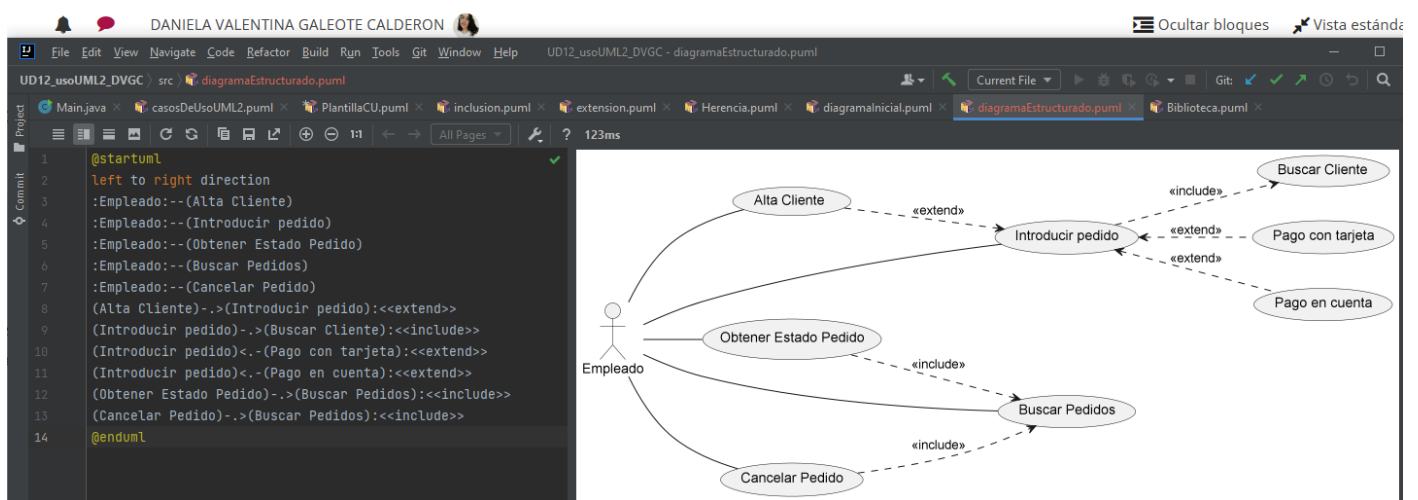 DANIELA VALENTINA GALEOTE CALDERON Ocultar bloques Vista estánda
File Edit View Navigate Code Refactor Build Run Tools Git Window Help UD12_usoUML2_DVGC - diagramaEstructurado.puml
UD12_usoUML2_DVGC src diagramaEstructurado.puml Current File Git:
Main.java casosDeUsoUML2.puml PlantillaCU.puml inclusion.puml extension.puml Herencia.puml diagramaInicial.puml diagramaEstructurado.puml Biblioteca.puml
1:1 All Pages ? 123ms
Project
Commit
1 @startuml
2 left to right direction
3 :Empleado:--(Alta Cliente)
4 :Empleado:--(Introducir pedido)
5 :Empleado:--(Obtener Estado Pedido)
6 :Empleado:--(Buscar Pedidos)
7 :Empleado:--(Cancelar Pedido)
8 (Alta Cliente)-.>(Introducir pedido):<<extend>>
9 (Introducir pedido)-.>(Buscar Cliente):<<include>>
10 (Introducir pedido)<.-(Pago con tarjeta):<<extend>>
11 (Introducir pedido)<.-(Pago en cuenta):<<extend>>
12 (Obtener Estado Pedido)-.>(Buscar Pedidos):<<include>>
13 (Cancelar Pedido)-.>(Buscar Pedidos):<<include>>
14 @enduml
Buscar Cliente
«include»
Alta Cliente
«extend»
Introducir pedido
«extend»
Pago con tarjeta
«extend»
Pago en cuenta
Obtener Estado Pedido
Empleado
«include»
Buscar Pedidos
«include»
Cancelar Pedido